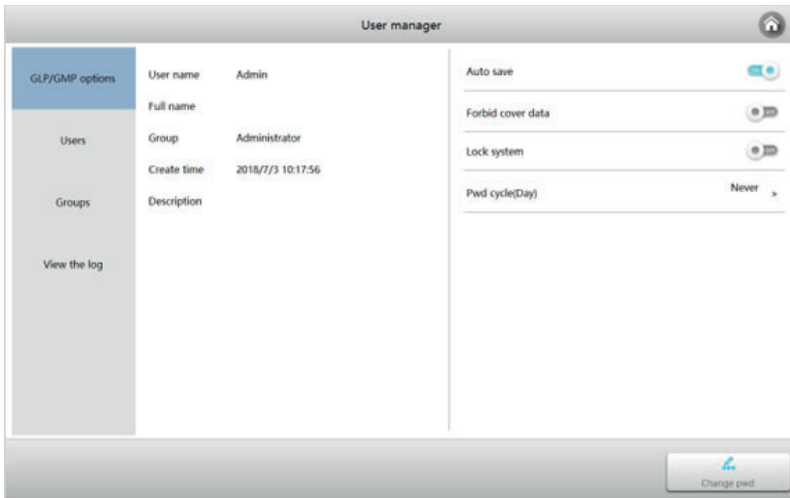 User manager
GLP/GMP options
Users
Groups
View the log
User name Admin
Full name
Group Administrator
Create time 2018/7/3 10:17:56
Description
Auto save
Forbid cover data
Lock system
Pwd cycle(Day) Never >
Change pwd